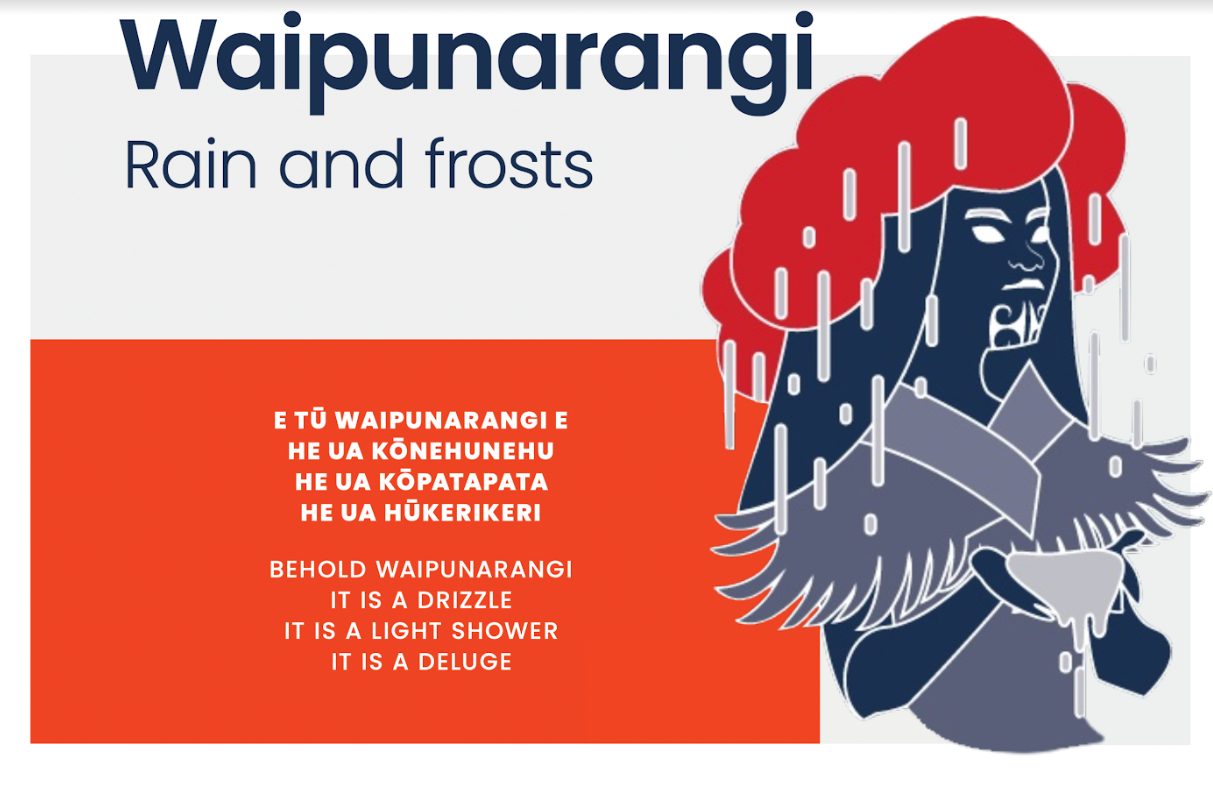 Waipunarangi
Rain and frosts
E TŪ WAIPUNARANGI E
HE UA KŌNEHUNEHU
HE UA KŌPATAPATA
HE UA HŪKERIKERI
BEHOLD WAIPUNARANGI
IT IS A DRIZZLE
IT IS A LIGHT SHOWER
IT IS A DELUGE